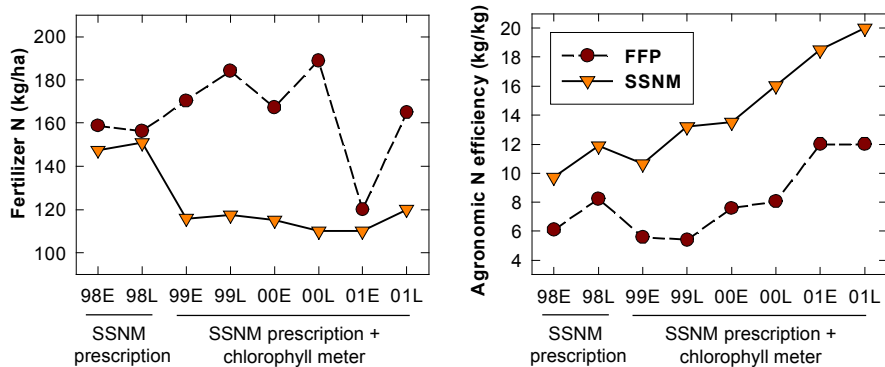 Fertilizer N (kg/ha)
200
180
160
140
120
100
98E 98L 99E 99L 00E 00L 01E 01L
SSNM
prescription
SSNM prescription +
chlorophyll meter
Agronomic N efficiency (kg/kg)
20
18
16
14
12
10
8
6
4
FFP
SSNM
98E 98L 99E 99L 00E 00L 01E 01L
SSNM
prescription
SSNM prescription +
chlorophyll meter